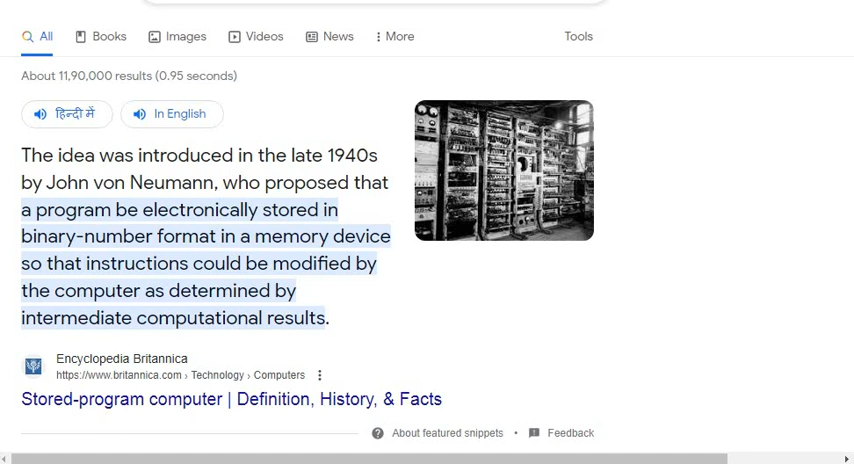 All Books Images Videos News More Tools
About 11,90,000 results (0.95 seconds)
हिन्दी में In English
The idea was introduced in the late 1940s
by John von Neumann, who proposed that
a program be electronically stored in
binary-number format in a memory device
so that instructions could be modified by
the computer as determined by
intermediate computational results.
Encyclopedia Britannica
https://www.britannica.com › Technology › Computers
Stored-program computer | Definition, History, & Facts
About featured snippets • Feedback